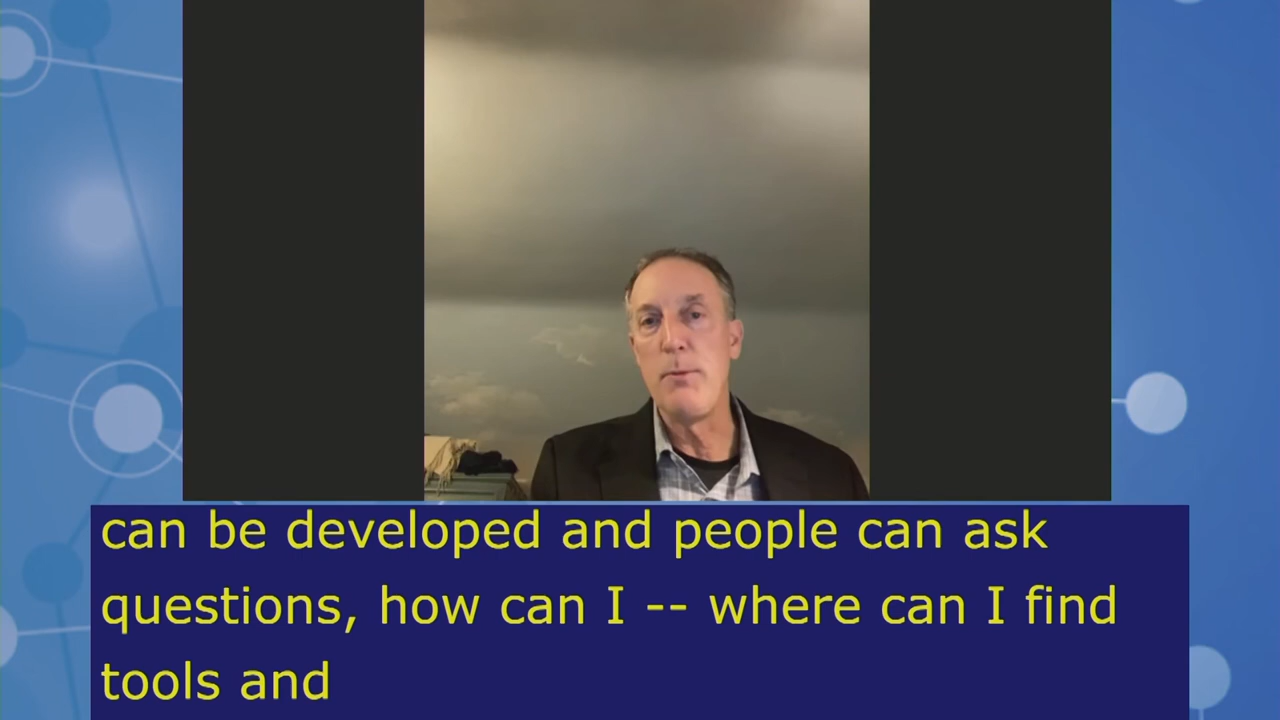 can be developed and people can ask
questions, how can I -- where can I find
tools and